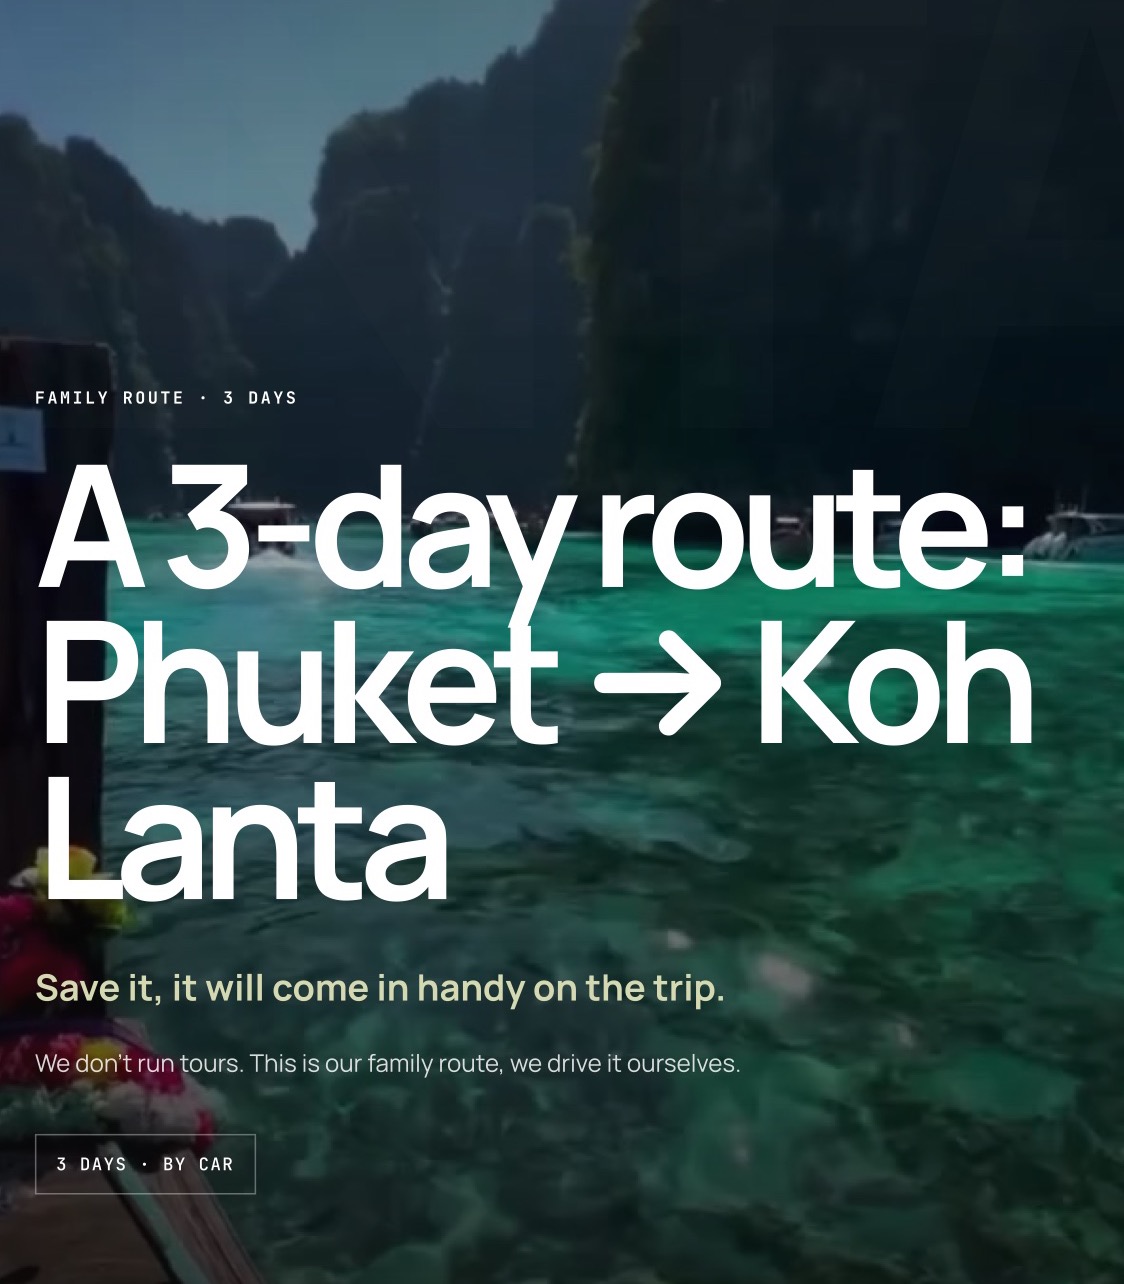 FAMILY ROUTE · 3 DAYS
A 3-day route:
Phuket → Koh
Lanta
Save it, it will come in handy on the trip.
We don't run tours. This is our family route, we drive it ourselves.
3 DAYS · BY CAR